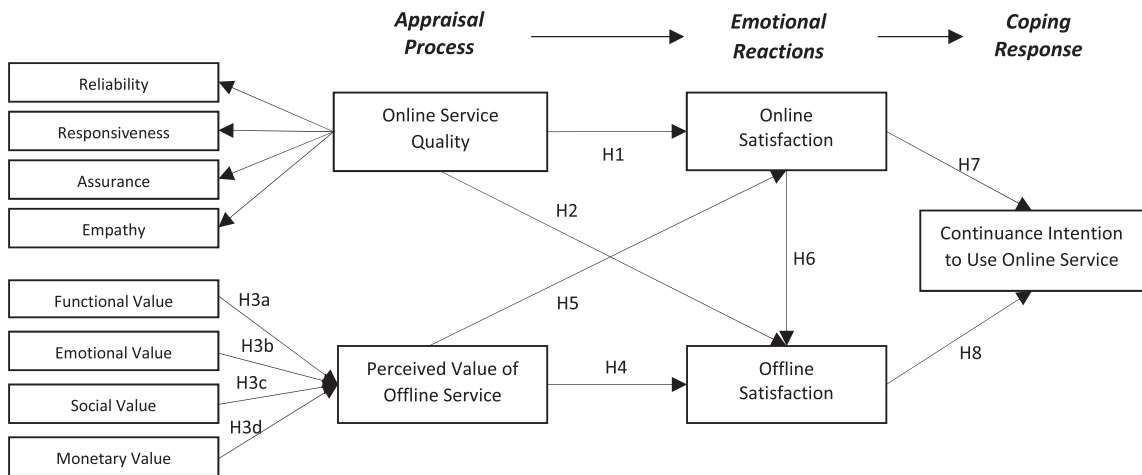 Appraisal
Process
Emotional
Reactions
Coping
Response
Reliability
Responsiveness
Assurance
Empathy
Online Service
Quality
H1
Online
Satisfaction
H7
H2
Continuance Intention
to Use Online Service
H6
H5
Functional Value
H3a
Emotional Value
H3b
Social Value
H3c
Monetary Value
H3d
Perceived Value of
Offline Service
H4
Offline
Satisfaction
H8